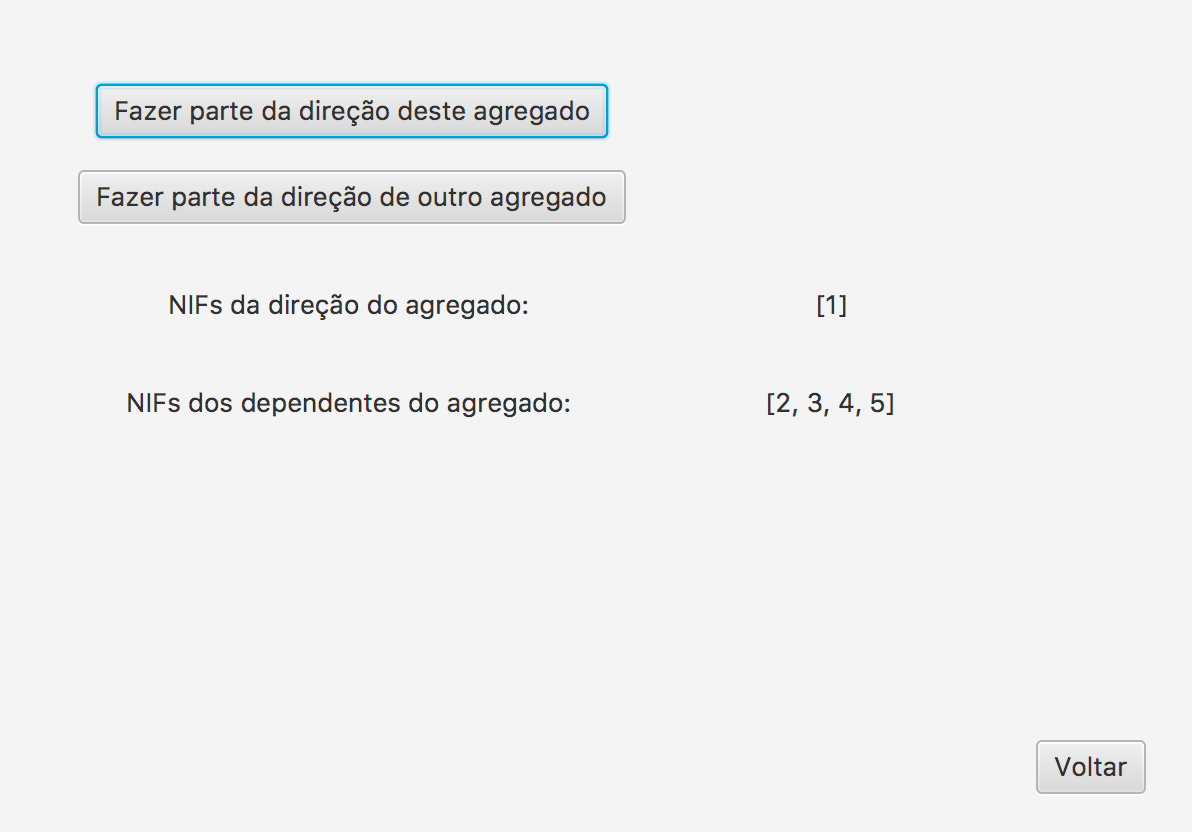 Fazer parte da direção deste agregado
Fazer parte da direção de outro agregado
NIFs da direção do agregado: [1]
NIFs dos dependentes do agregado: [2, 3, 4, 5]
Voltar